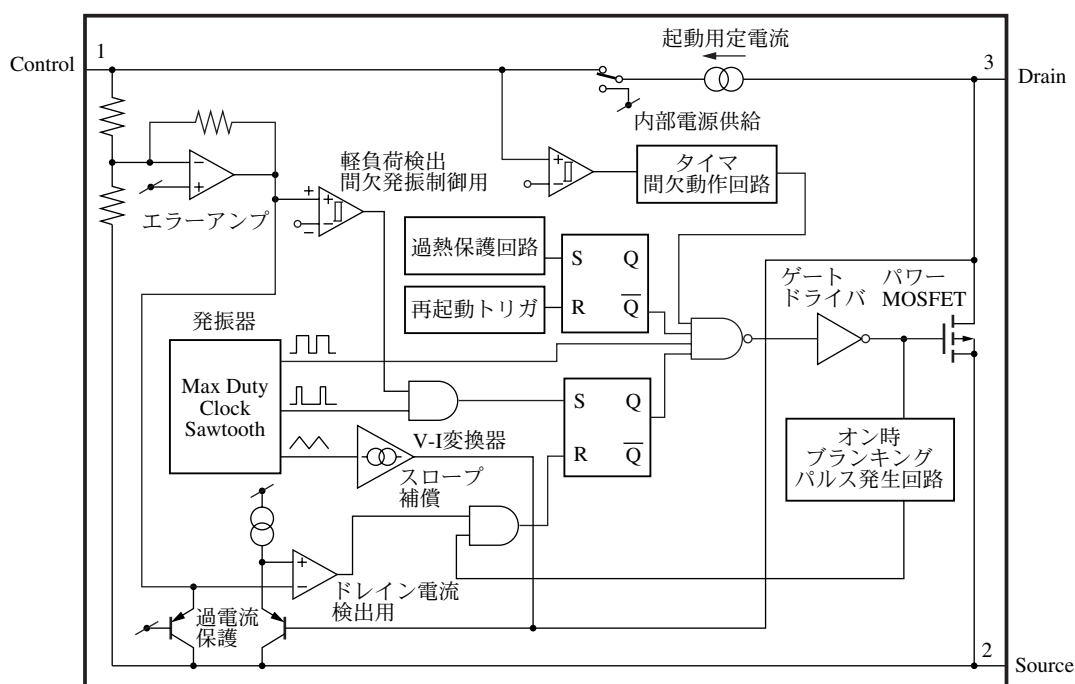 起動用定電流
1
3
Control
Drain
内部電源供給
軽負荷検出
間欠発振制御用
タイマ
間欠動作回路
エラーアンプ
過熱保護回路
S
Q
再起動トリガ
R
Q
ゲート
ドライバ
パワー
MOSFET
発振器
Max Duty
Clock
Sawtooth
S
Q
R
Q
V-I変換器
スロープ
補償
オン時
ブランキング
パルス発生回路
ドレイン電流
検出用
過電流
保護
2
Source